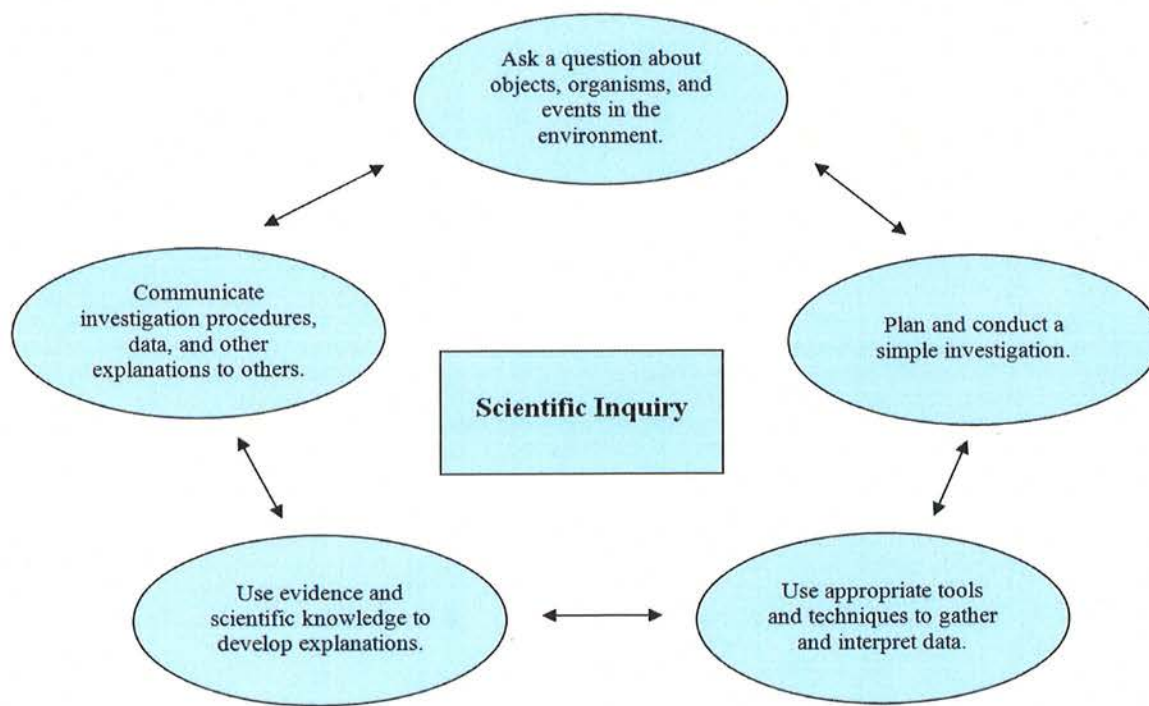 Ask a question about
objects, organisms, and
events in the
environment.
Communicate
investigation procedures,
data, and other
explanations to others.
Plan and conduct a
simple investigation.
Scientific Inquiry
Use evidence and
scientific knowledge to
develop explanations.
Use appropriate tools
and techniques to gather
and interpret data.